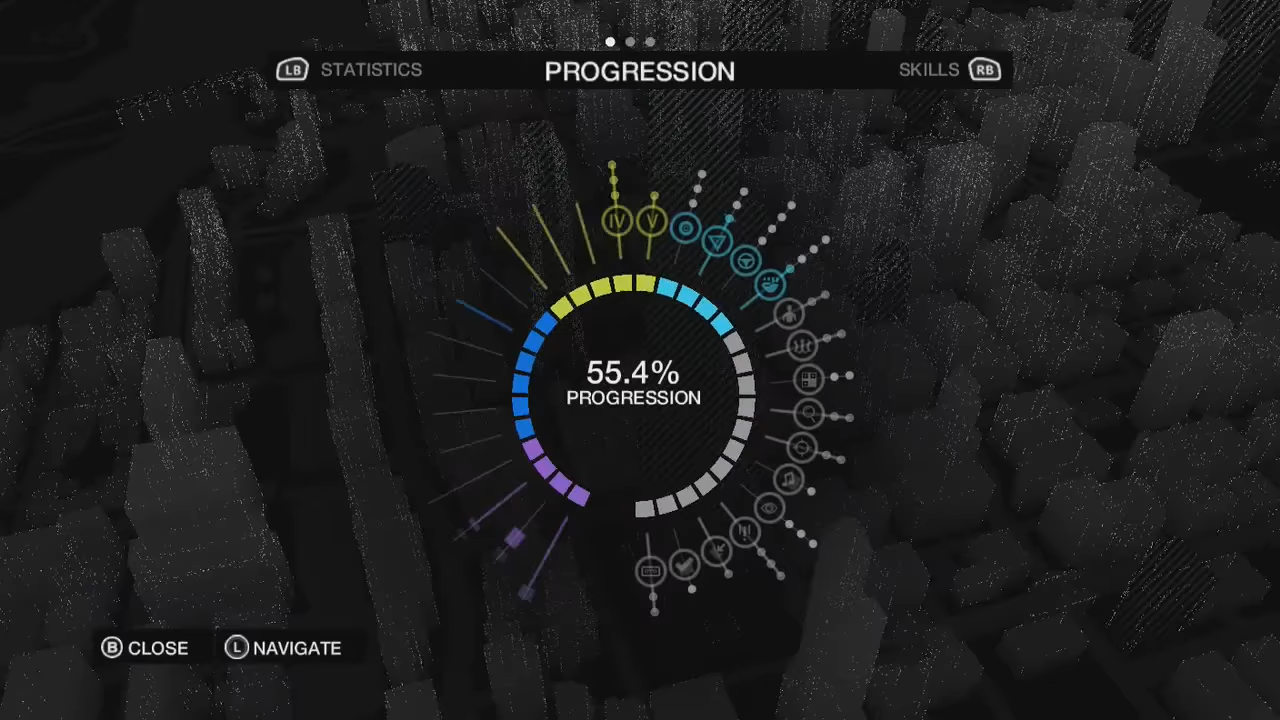 LB STATISTICS PROGRESSION SKILLS RB
IV V
55.4%
PROGRESSION
B CLOSE L NAVIGATE